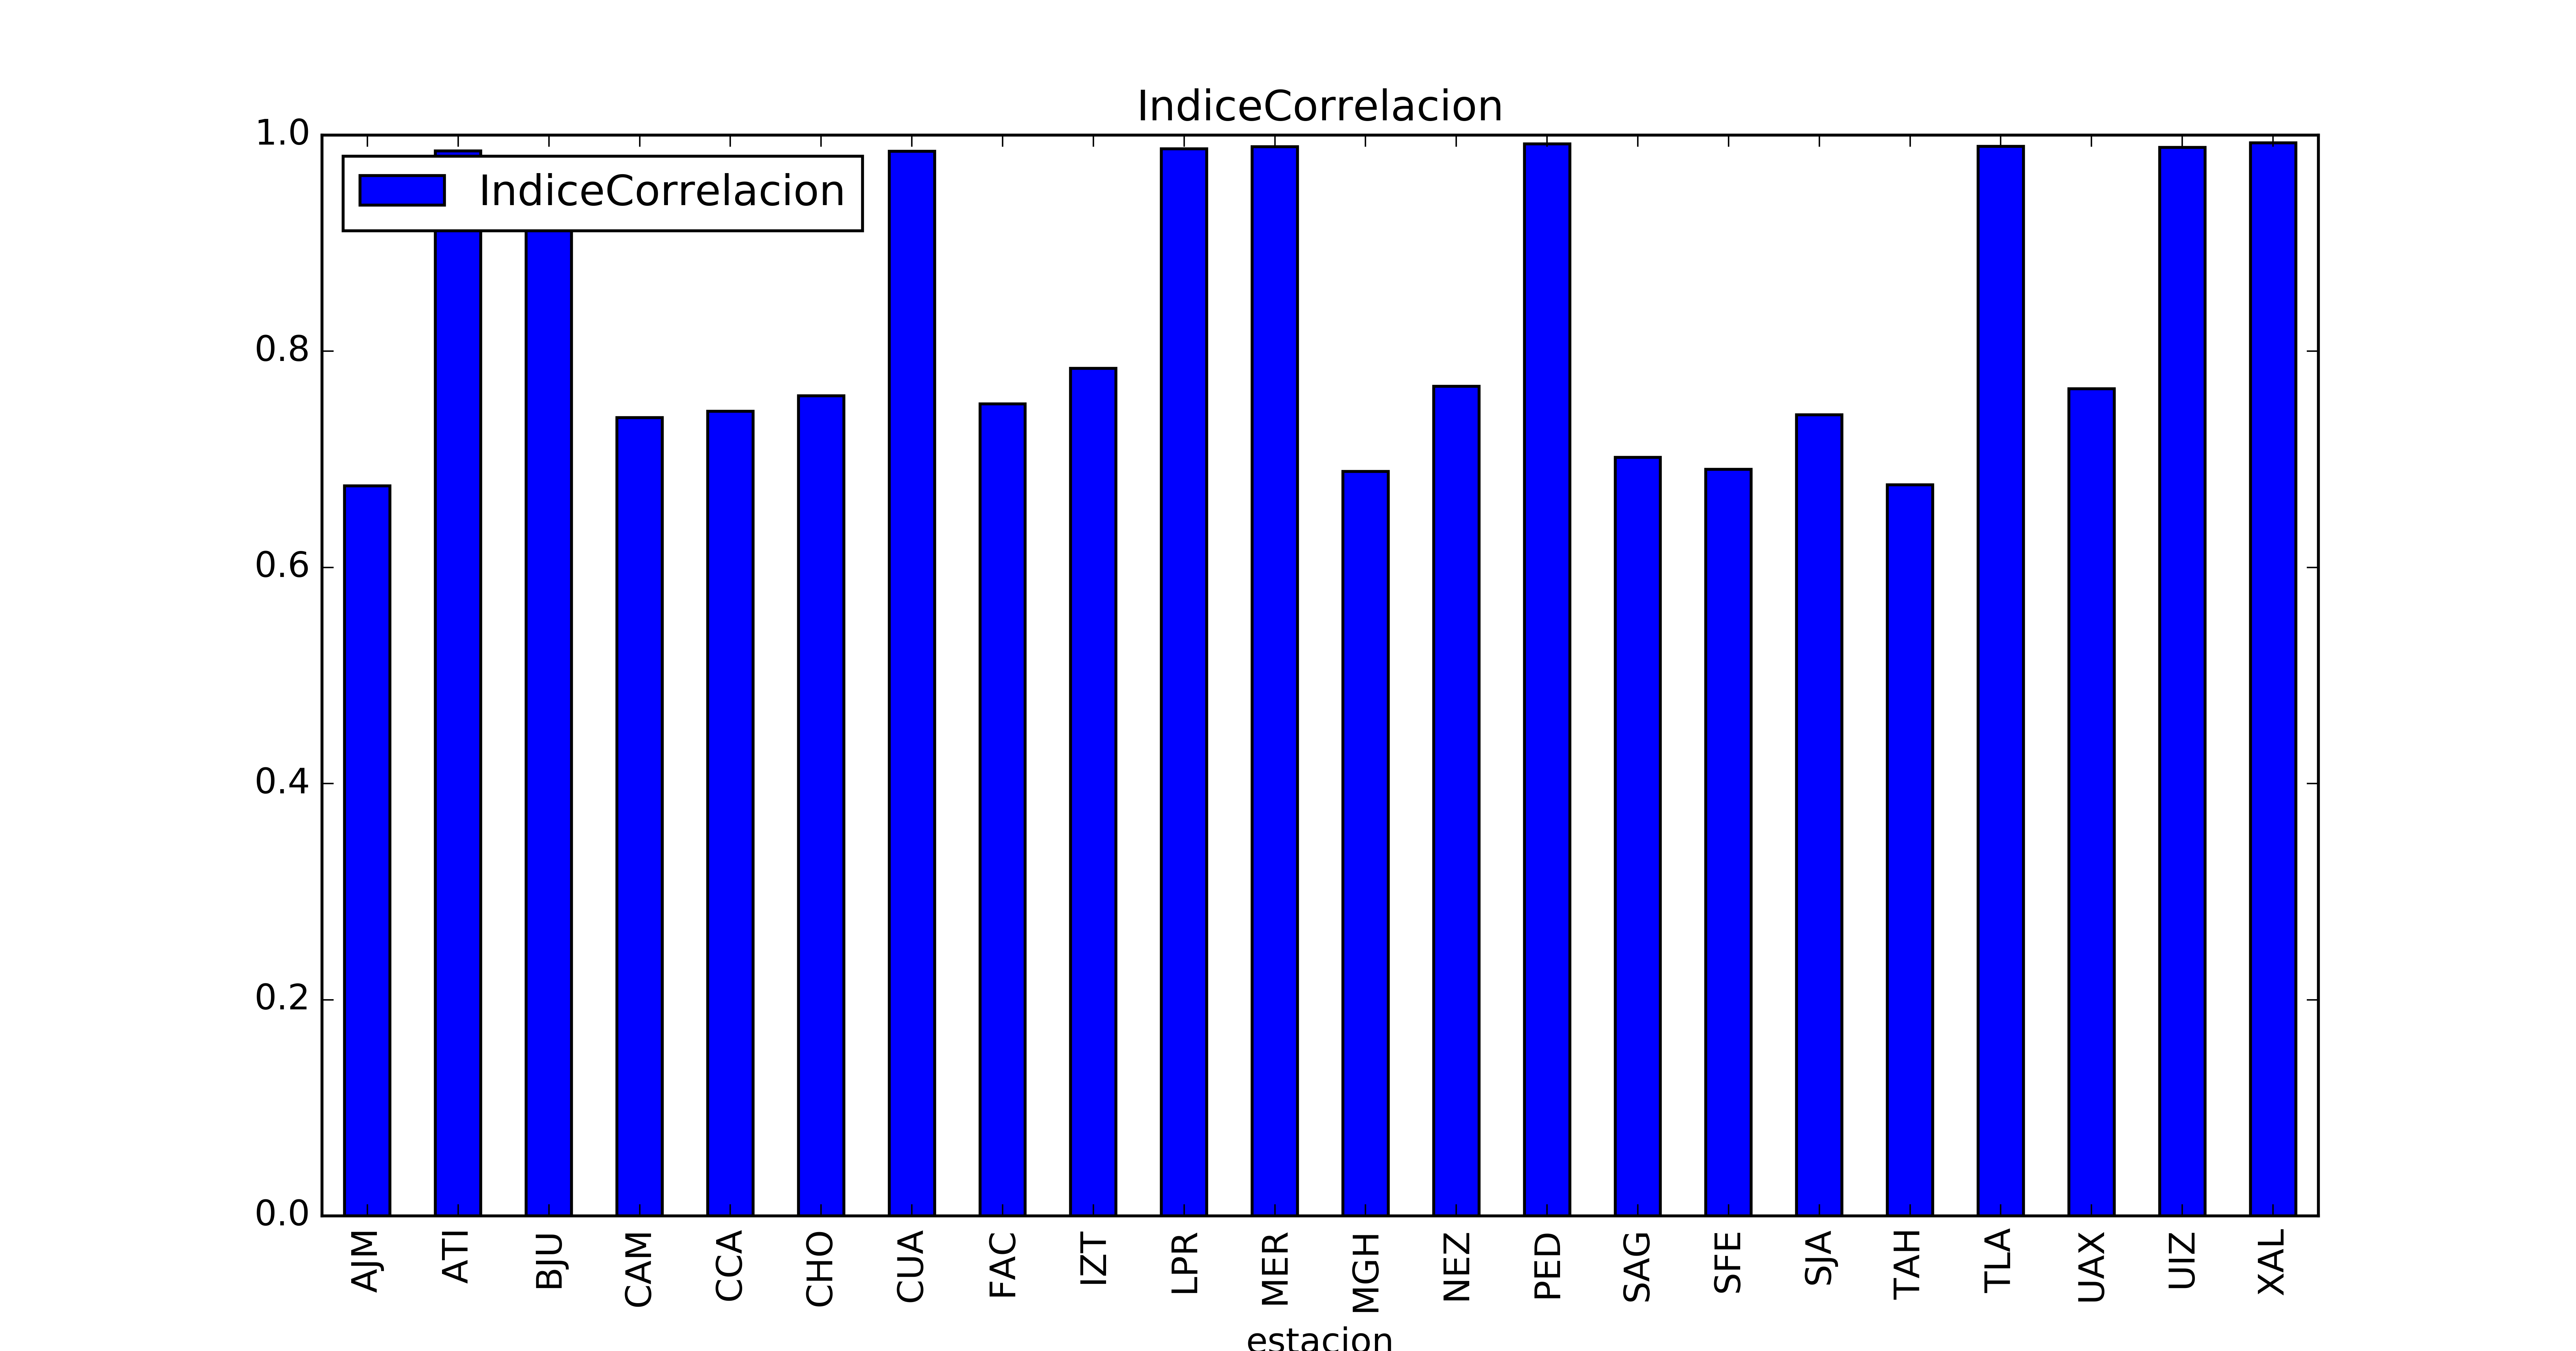 IndiceCorrelacion
1.0
IndiceCorrelacion
0.8
0.6
0.4
0.2
0.0
AJM ATI BJU CAM CCA CHO CUA FAC IZT LPR MER MGH NEZ PED SAG SFE SJA TAH TLA UAX UIZ XAL
estacion